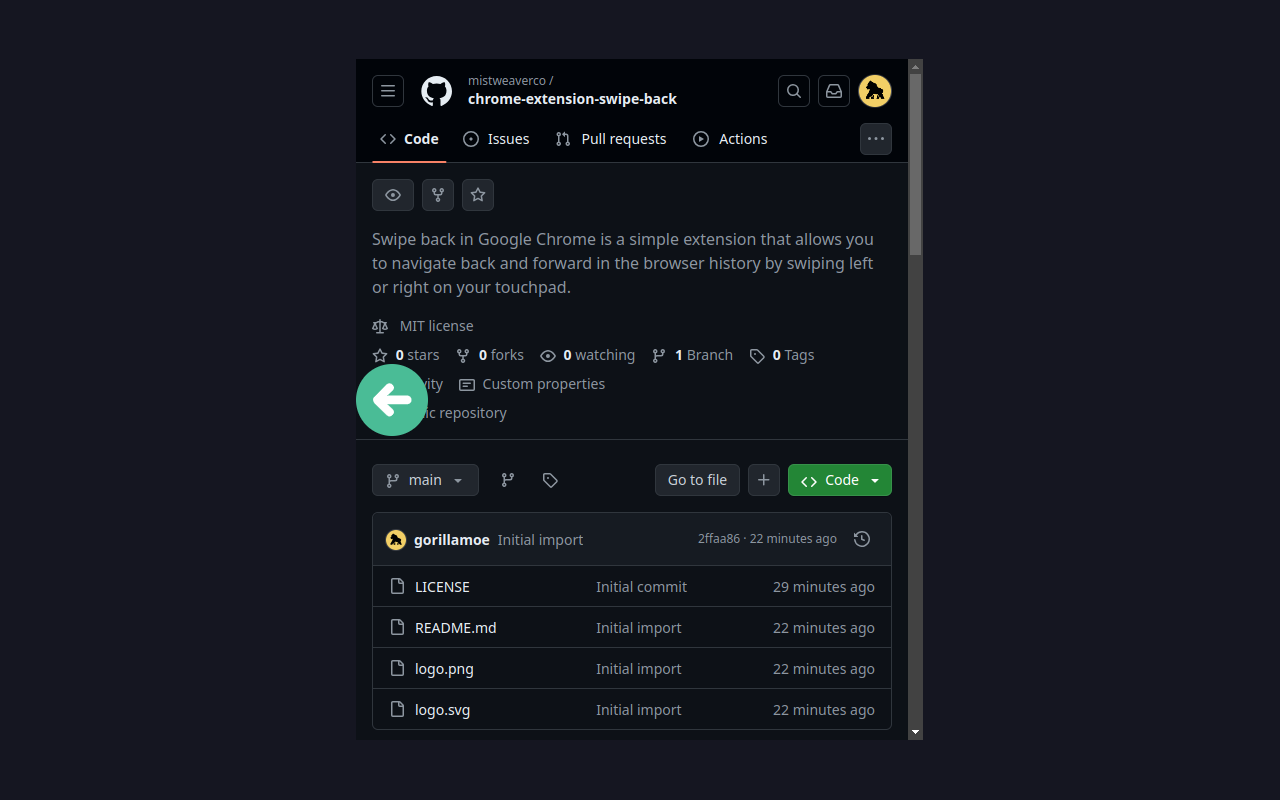 mistweaverco /
chrome-extension-swipe-back
Code Issues Pull requests Actions
Swipe back in Google Chrome is a simple extension that allows you
to navigate back and forward in the browser history by swiping left
or right on your touchpad.
MIT license
0 stars 0 forks 0 watching 1 Branch 0 Tags
Custom properties
repository
main Go to file Code
gorillamoe Initial import 2ffaa86 · 22 minutes ago
LICENSE Initial commit 29 minutes ago
README.md Initial import 22 minutes ago
logo.png Initial import 22 minutes ago
logo.svg Initial import 22 minutes ago